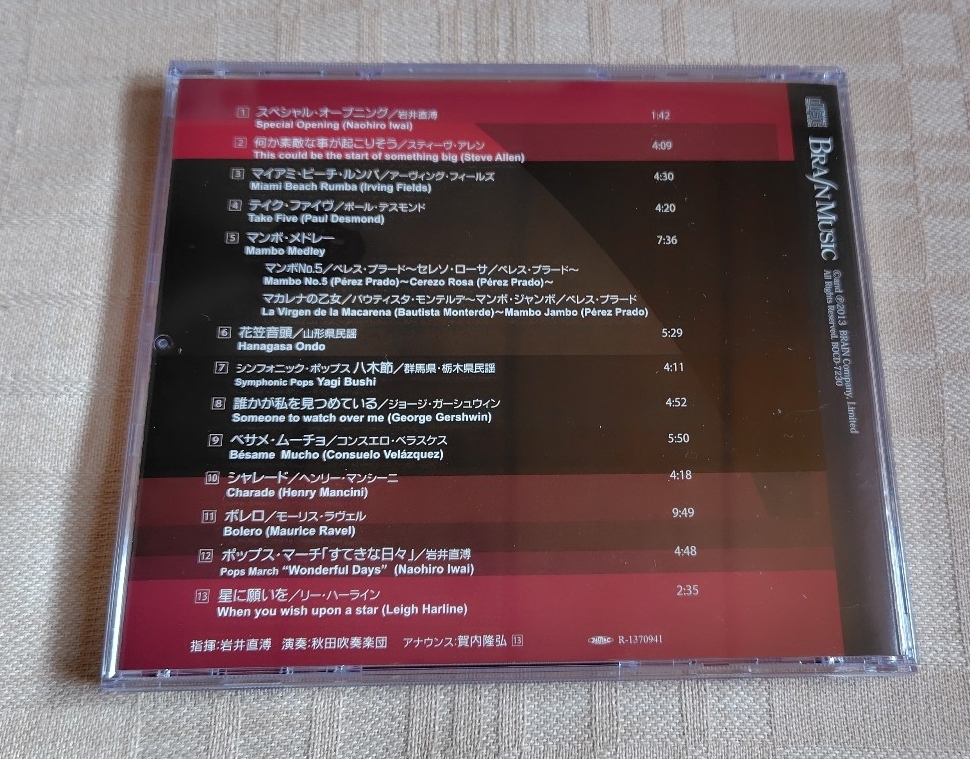 1 スペシャル・オープニング／岩井直溥 1:42
Special Opening (Naohiro Iwai)
2 何か素敵な事が起こりそう／スティーヴ・アレン 4:09
This could be the start of something big (Steve Allen)
3 マイアミ・ビーチ・ルンバ／アーヴィング・フィールズ 4:30
Miami Beach Rumba (Irving Fields)
4 テイク・ファイヴ／ポール・デスモンド 4:20
Take Five (Paul Desmond)
5 マンボ・メドレー 7:36
Mambo Medley
マンボNo.5／ペレス・プラード〜セレソ・ローサ／ペレス・プラード〜
Mambo No.5 (Pérez Prado)〜Cerezo Rosa (Pérez Prado)〜
マカレナの乙女／バウティスタ・モンテルデ〜マンボ・ジャンボ／ペレス・プラード
La Virgen de la Macarena (Bautista Monterde)〜Mambo Jambo (Pérez Prado)
6 花笠音頭／山形県民謡 5:29
Hanagasa Ondo
7 シンフォニック・ポップス 八木節／群馬県・栃木県民謡 4:11
Symphonic Pops Yagi Bushi
8 誰かが私を見つめている／ジョージ・ガーシュウィン 4:52
Someone to watch over me (George Gershwin)
9 ベサメ・ムーチョ／コンスエロ・ベラスケス 5:50
Bésame Mucho (Consuelo Velázquez)
10 シャレード／ヘンリー・マンシーニ 4:18
Charade (Henry Mancini)
11 ボレロ／モーリス・ラヴェル 9:49
Bolero (Maurice Ravel)
12 ポップス・マーチ「すてきな日々」／岩井直溥 4:48
Pops March “Wonderful Days” (Naohiro Iwai)
13 星に願いを／リー・ハーライン 2:35
When you wish upon a star (Leigh Harline)
指揮：岩井直溥 演奏：秋田吹奏楽団 アナウンス：賀内隆弘 13 R-1370941
BRAIN MUSIC
©and ℗2013 BRAIN Company, Limited
All Rights Reserved. BOCD-7230